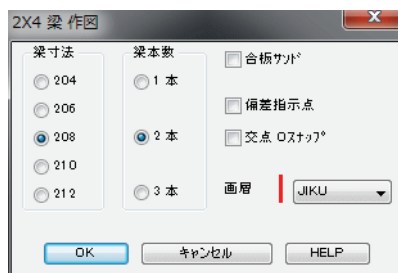 2X4 梁 作図
梁寸法
204
206
208
210
212
梁本数
1 本
2 本
3 本
合板サンド
偏差指示点
交点 Oスナップ
画層
JIKU
OK
キャンセル
HELP